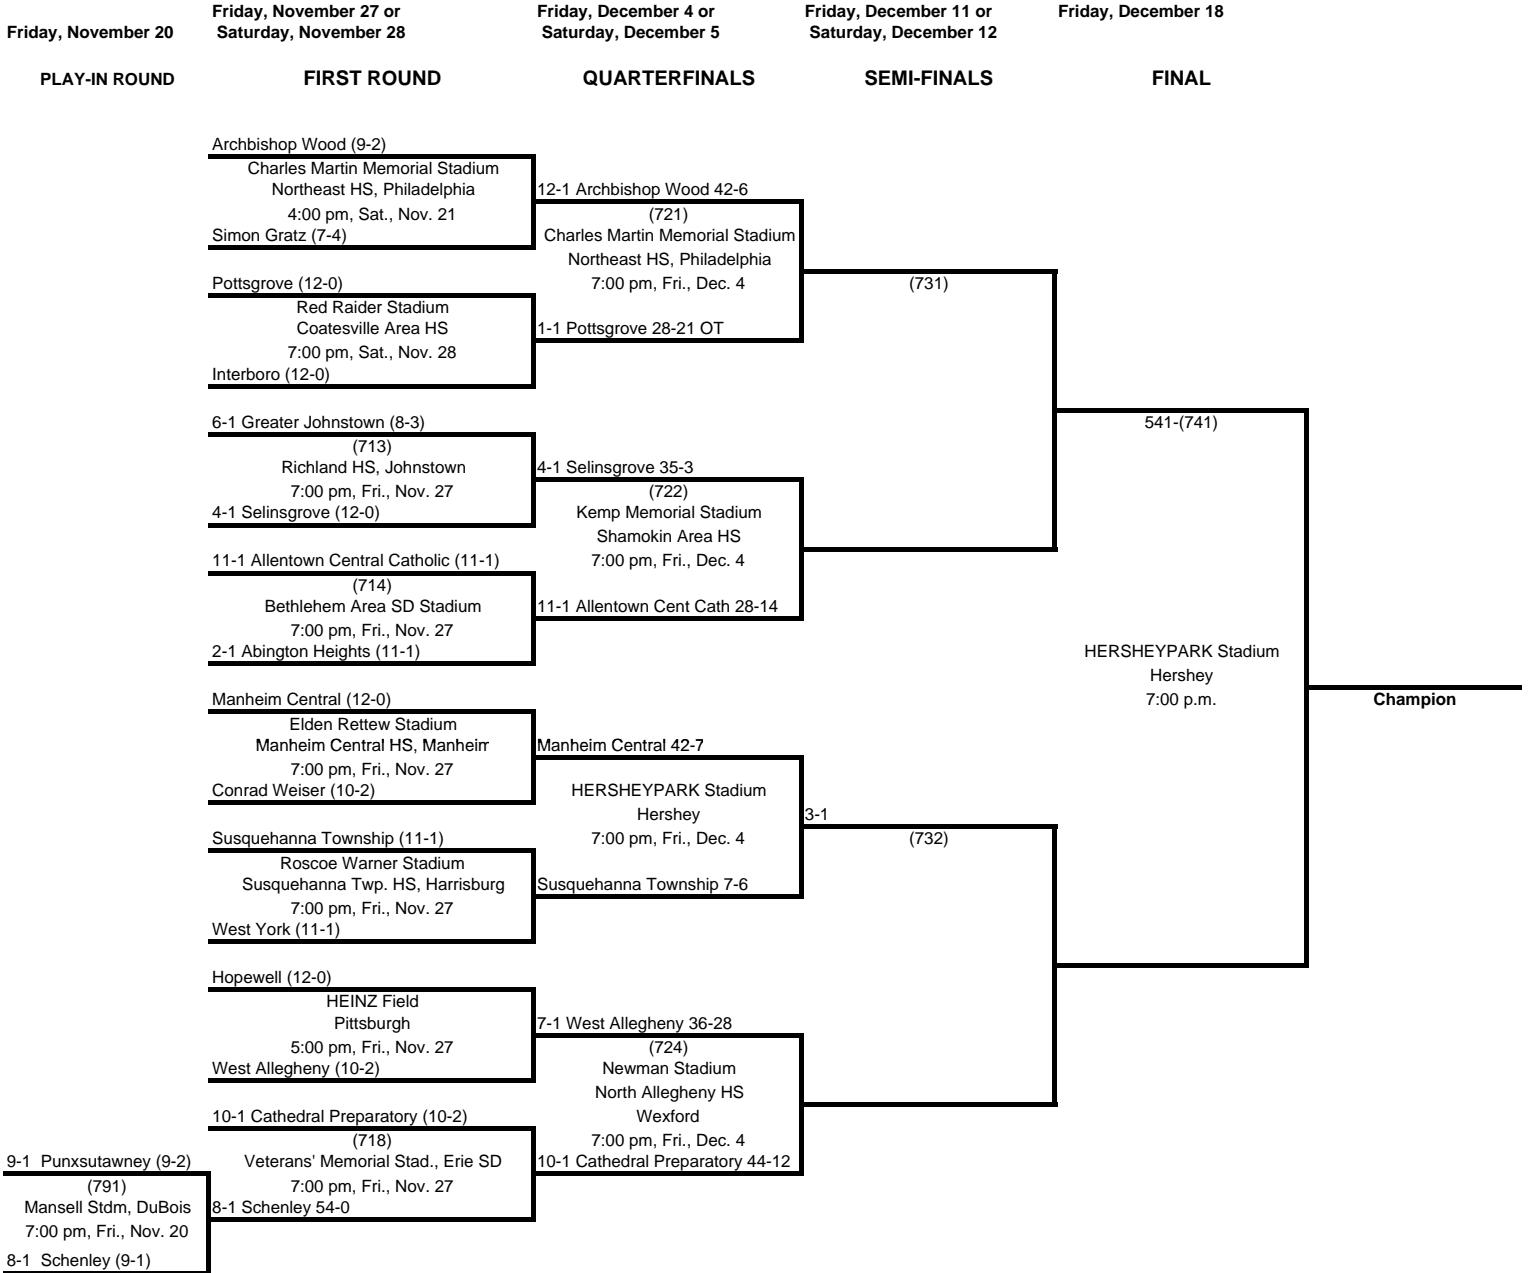 Friday, November 20
Friday, November 27 or
Saturday, November 28
Friday, December 4 or
Saturday, December 5
Friday, December 11 or
Saturday, December 12
Friday, December 18
PLAY-IN ROUND
FIRST ROUND
QUARTERFINALS
SEMI-FINALS
FINAL
9-1 Punxsutawney (9-2)
(791)
Mansell Stdm, DuBois
7:00 pm, Fri., Nov. 20
8-1 Schenley (9-1)
Archbishop Wood (9-2)
Charles Martin Memorial Stadium
Northeast HS, Philadelphia
4:00 pm, Sat., Nov. 21
Simon Gratz (7-4)
Pottsgrove (12-0)
Red Raider Stadium
Coatesville Area HS
7:00 pm, Sat., Nov. 28
Interboro (12-0)
6-1 Greater Johnstown (8-3)
(713)
Richland HS, Johnstown
7:00 pm, Fri., Nov. 27
4-1 Selinsgrove (12-0)
11-1 Allentown Central Catholic (11-1)
(714)
Bethlehem Area SD Stadium
7:00 pm, Fri., Nov. 27
2-1 Abington Heights (11-1)
Manheim Central (12-0)
Elden Rettew Stadium
Manheim Central HS, Manheim
7:00 pm, Fri., Nov. 27
Conrad Weiser (10-2)
Susquehanna Township (11-1)
Roscoe Warner Stadium
Susquehanna Twp. HS, Harrisburg
7:00 pm, Fri., Nov. 27
West York (11-1)
Hopewell (12-0)
HEINZ Field
Pittsburgh
5:00 pm, Fri., Nov. 27
West Allegheny (10-2)
10-1 Cathedral Preparatory (10-2)
(718)
Veterans' Memorial Stad., Erie SD
7:00 pm, Fri., Nov. 27
8-1 Schenley 54-0
12-1 Archbishop Wood 42-6
(721)
Charles Martin Memorial Stadium
Northeast HS, Philadelphia
7:00 pm, Fri., Dec. 4
1-1 Pottsgrove 28-21 OT
4-1 Selinsgrove 35-3
(722)
Kemp Memorial Stadium
Shamokin Area HS
7:00 pm, Fri., Dec. 4
11-1 Allentown Cent Cath 28-14
Manheim Central 42-7
HERSHEYPARK Stadium
Hershey
7:00 pm, Fri., Dec. 4
Susquehanna Township 7-6
7-1 West Allegheny 36-28
(724)
Newman Stadium
North Allegheny HS
Wexford
7:00 pm, Fri., Dec. 4
10-1 Cathedral Preparatory 44-12
(731)
3-1
(732)
541-(741)
HERSHEYPARK Stadium
Hershey
7:00 p.m.
Champion